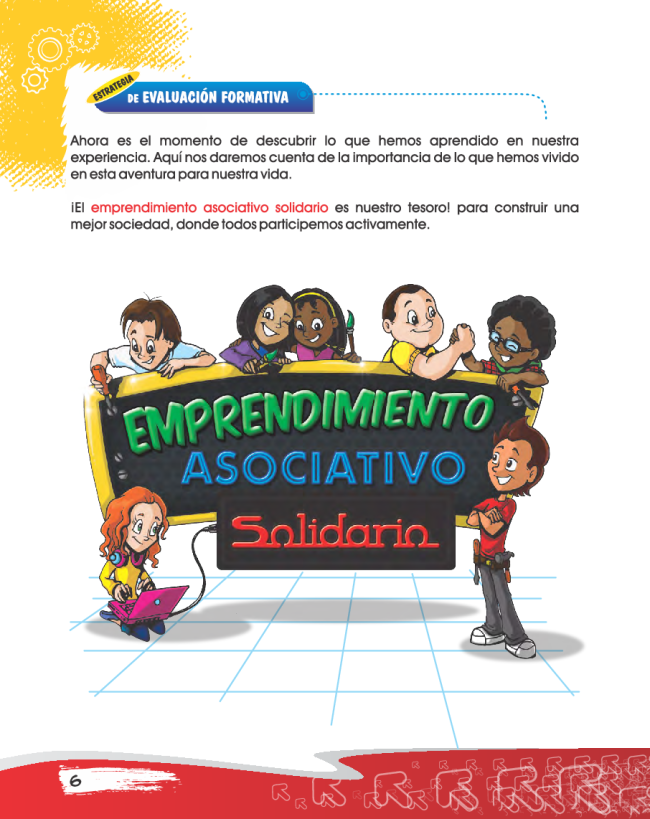 ESTRATEGIA
DE EVALUACIÓN FORMATIVA
Ahora es el momento de descubrir lo que hemos aprendido en nuestra
experiencia. Aquí nos daremos cuenta de la importancia de lo que hemos vivido
en esta aventura para nuestra vida.
¡El emprendimiento asociativo solidario es nuestro tesoro! para construir una
mejor sociedad, donde todos participemos activamente.
EMPRENDIMIENTO
ASOCIATIVO
Solidario
6